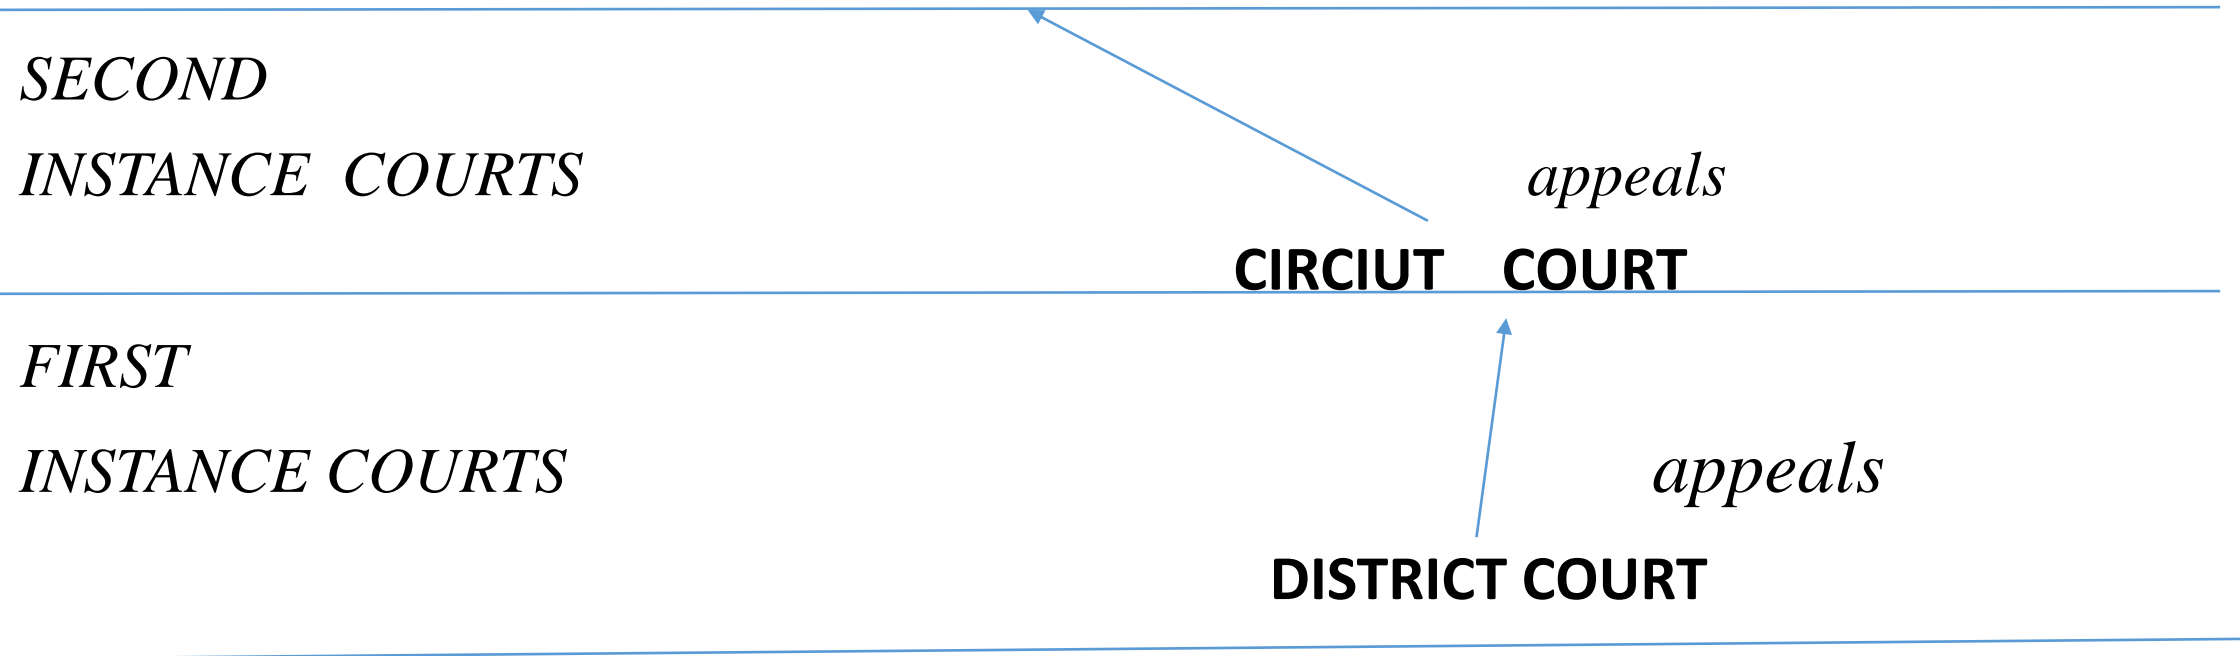 SECOND
INSTANCE COURTS
appeals
CIRCIUT COURT
FIRST
INSTANCE COURTS
appeals
DISTRICT COURT